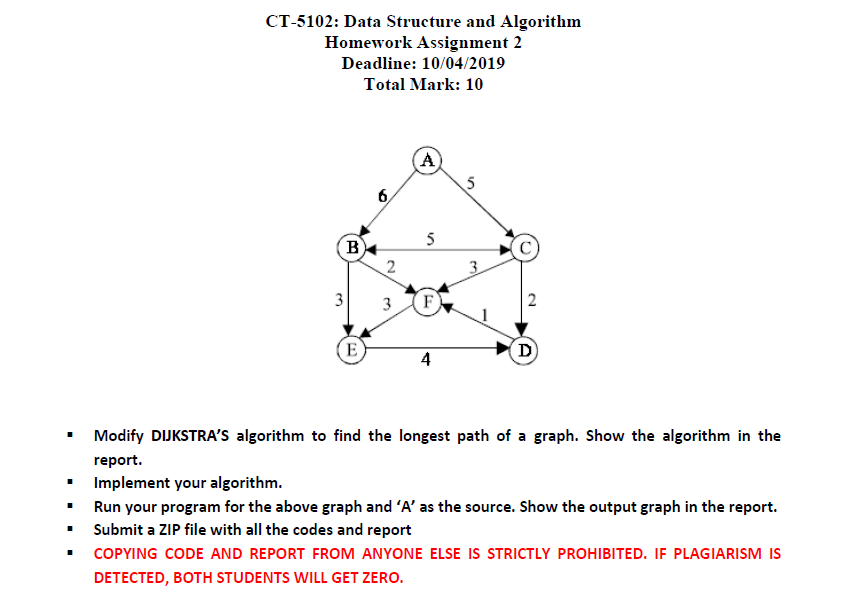 CT-5102: Data Structure and Algorithm
Homework Assignment 2
Deadline: 10/04/2019
Total Mark: 10
A
5
6
B
5
C
2
3
3
3
F
1
2
E
4
D
▪ Modify DIJKSTRA’S algorithm to find the longest path of a graph. Show the algorithm in the
report.
▪ Implement your algorithm.
▪ Run your program for the above graph and ‘A’ as the source. Show the output graph in the report.
▪ Submit a ZIP file with all the codes and report
▪ COPYING CODE AND REPORT FROM ANYONE ELSE IS STRICTLY PROHIBITED. IF PLAGIARISM IS
DETECTED, BOTH STUDENTS WILL GET ZERO.